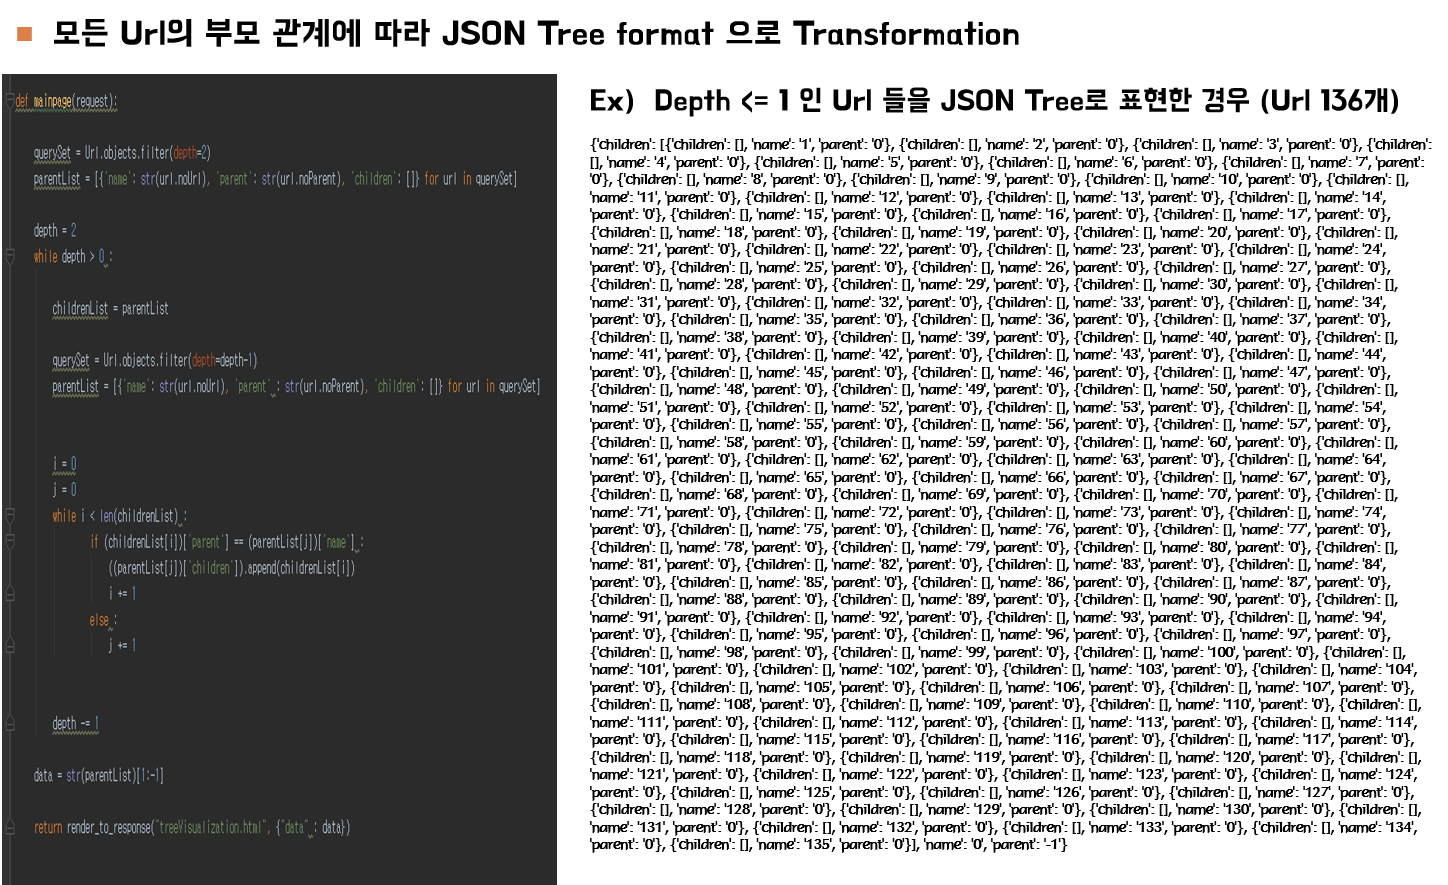 모든 Url의 부모 관계에 따라 JSON Tree format 으로 Transformation
def mainpage(request):
querySet = Url.objects.filter(depth=2)
parentList = [{'name': str(url.noUrl), 'parent': str(url.noParent), 'children': []} for url in querySet]
depth = 2
while depth > 0 :
childrenList = parentList
querySet = Url.objects.filter(depth=depth-1)
parentList = [{'name': str(url.noUrl), 'parent' : str(url.noParent), 'children': []} for url in querySet]
i = 0
j = 0
while i < len(childrenList) :
if (childrenList[i])['parent'] == (parentList[j])['name'] :
((parentList[j])['children']).append(childrenList[i])
i += 1
else :
j += 1
depth -= 1
data = str(parentList)[1:-1]
return render_to_response("treeVisualization.html", {"data" : data})
Ex) Depth <= 1 인 Url 들을 JSON Tree로 표현한 경우 (Url 136개)
{'children': [{'children': [], 'name': '1', 'parent': '0'}, {'children': [], 'name': '2', 'parent': '0'}, {'children': [], 'name': '3', 'parent': '0'}, {'children':
[], 'name': '4', 'parent': '0'}, {'children': [], 'name': '5', 'parent': '0'}, {'children': [], 'name': '6', 'parent': '0'}, {'children': [], 'name': '7', 'parent':
'0'}, {'children': [], 'name': '8', 'parent': '0'}, {'children': [], 'name': '9', 'parent': '0'}, {'children': [], 'name': '10', 'parent': '0'}, {'children': [],
'name': '11', 'parent': '0'}, {'children': [], 'name': '12', 'parent': '0'}, {'children': [], 'name': '13', 'parent': '0'}, {'children': [], 'name': '14',
'parent': '0'}, {'children': [], 'name': '15', 'parent': '0'}, {'children': [], 'name': '16', 'parent': '0'}, {'children': [], 'name': '17', 'parent': '0'},
{'children': [], 'name': '18', 'parent': '0'}, {'children': [], 'name': '19', 'parent': '0'}, {'children': [], 'name': '20', 'parent': '0'}, {'children': [],
'name': '21', 'parent': '0'}, {'children': [], 'name': '22', 'parent': '0'}, {'children': [], 'name': '23', 'parent': '0'}, {'children': [], 'name': '24',
'parent': '0'}, {'children': [], 'name': '25', 'parent': '0'}, {'children': [], 'name': '26', 'parent': '0'}, {'children': [], 'name': '27', 'parent': '0'},
{'children': [], 'name': '28', 'parent': '0'}, {'children': [], 'name': '29', 'parent': '0'}, {'children': [], 'name': '30', 'parent': '0'}, {'children': [],
'name': '31', 'parent': '0'}, {'children': [], 'name': '32', 'parent': '0'}, {'children': [], 'name': '33', 'parent': '0'}, {'children': [], 'name': '34',
'parent': '0'}, {'children': [], 'name': '35', 'parent': '0'}, {'children': [], 'name': '36', 'parent': '0'}, {'children': [], 'name': '37', 'parent': '0'},
{'children': [], 'name': '38', 'parent': '0'}, {'children': [], 'name': '39', 'parent': '0'}, {'children': [], 'name': '40', 'parent': '0'}, {'children': [],
'name': '41', 'parent': '0'}, {'children': [], 'name': '42', 'parent': '0'}, {'children': [], 'name': '43', 'parent': '0'}, {'children': [], 'name': '44',
'parent': '0'}, {'children': [], 'name': '45', 'parent': '0'}, {'children': [], 'name': '46', 'parent': '0'}, {'children': [], 'name': '47', 'parent': '0'},
{'children': [], 'name': '48', 'parent': '0'}, {'children': [], 'name': '49', 'parent': '0'}, {'children': [], 'name': '50', 'parent': '0'}, {'children': [],
'name': '51', 'parent': '0'}, {'children': [], 'name': '52', 'parent': '0'}, {'children': [], 'name': '53', 'parent': '0'}, {'children': [], 'name': '54',
'parent': '0'}, {'children': [], 'name': '55', 'parent': '0'}, {'children': [], 'name': '56', 'parent': '0'}, {'children': [], 'name': '57', 'parent': '0'},
{'children': [], 'name': '58', 'parent': '0'}, {'children': [], 'name': '59', 'parent': '0'}, {'children': [], 'name': '60', 'parent': '0'}, {'children': [],
'name': '61', 'parent': '0'}, {'children': [], 'name': '62', 'parent': '0'}, {'children': [], 'name': '63', 'parent': '0'}, {'children': [], 'name': '64',
'parent': '0'}, {'children': [], 'name': '65', 'parent': '0'}, {'children': [], 'name': '66', 'parent': '0'}, {'children': [], 'name': '67', 'parent': '0'},
{'children': [], 'name': '68', 'parent': '0'}, {'children': [], 'name': '69', 'parent': '0'}, {'children': [], 'name': '70', 'parent': '0'}, {'children': [],
'name': '71', 'parent': '0'}, {'children': [], 'name': '72', 'parent': '0'}, {'children': [], 'name': '73', 'parent': '0'}, {'children': [], 'name': '74',
'parent': '0'}, {'children': [], 'name': '75', 'parent': '0'}, {'children': [], 'name': '76', 'parent': '0'}, {'children': [], 'name': '77', 'parent': '0'},
{'children': [], 'name': '78', 'parent': '0'}, {'children': [], 'name': '79', 'parent': '0'}, {'children': [], 'name': '80', 'parent': '0'}, {'children': [],
'name': '81', 'parent': '0'}, {'children': [], 'name': '82', 'parent': '0'}, {'children': [], 'name': '83', 'parent': '0'}, {'children': [], 'name': '84',
'parent': '0'}, {'children': [], 'name': '85', 'parent': '0'}, {'children': [], 'name': '86', 'parent': '0'}, {'children': [], 'name': '87', 'parent': '0'},
{'children': [], 'name': '88', 'parent': '0'}, {'children': [], 'name': '89', 'parent': '0'}, {'children': [], 'name': '90', 'parent': '0'}, {'children': [],
'name': '91', 'parent': '0'}, {'children': [], 'name': '92', 'parent': '0'}, {'children': [], 'name': '93', 'parent': '0'}, {'children': [], 'name': '94',
'parent': '0'}, {'children': [], 'name': '95', 'parent': '0'}, {'children': [], 'name': '96', 'parent': '0'}, {'children': [], 'name': '97', 'parent': '0'},
{'children': [], 'name': '98', 'parent': '0'}, {'children': [], 'name': '99', 'parent': '0'}, {'children': [], 'name': '100', 'parent': '0'}, {'children': [],
'name': '101', 'parent': '0'}, {'children': [], 'name': '102', 'parent': '0'}, {'children': [], 'name': '103', 'parent': '0'}, {'children': [], 'name': '104',
'parent': '0'}, {'children': [], 'name': '105', 'parent': '0'}, {'children': [], 'name': '106', 'parent': '0'}, {'children': [], 'name': '107', 'parent': '0'},
{'children': [], 'name': '108', 'parent': '0'}, {'children': [], 'name': '109', 'parent': '0'}, {'children': [], 'name': '110', 'parent': '0'}, {'children': [],
'name': '111', 'parent': '0'}, {'children': [], 'name': '112', 'parent': '0'}, {'children': [], 'name': '113', 'parent': '0'}, {'children': [], 'name': '114',
'parent': '0'}, {'children': [], 'name': '115', 'parent': '0'}, {'children': [], 'name': '116', 'parent': '0'}, {'children': [], 'name': '117', 'parent': '0'},
{'children': [], 'name': '118', 'parent': '0'}, {'children': [], 'name': '119', 'parent': '0'}, {'children': [], 'name': '120', 'parent': '0'}, {'children': [],
'name': '121', 'parent': '0'}, {'children': [], 'name': '122', 'parent': '0'}, {'children': [], 'name': '123', 'parent': '0'}, {'children': [], 'name': '124',
'parent': '0'}, {'children': [], 'name': '125', 'parent': '0'}, {'children': [], 'name': '126', 'parent': '0'}, {'children': [], 'name': '127', 'parent': '0'},
{'children': [], 'name': '128', 'parent': '0'}, {'children': [], 'name': '129', 'parent': '0'}, {'children': [], 'name': '130', 'parent': '0'}, {'children': [],
'name': '131', 'parent': '0'}, {'children': [], 'name': '132', 'parent': '0'}, {'children': [], 'name': '133', 'parent': '0'}, {'children': [], 'name': '134',
'parent': '0'}, {'children': [], 'name': '135', 'parent': '0'}], 'name': '0', 'parent': '-1'}